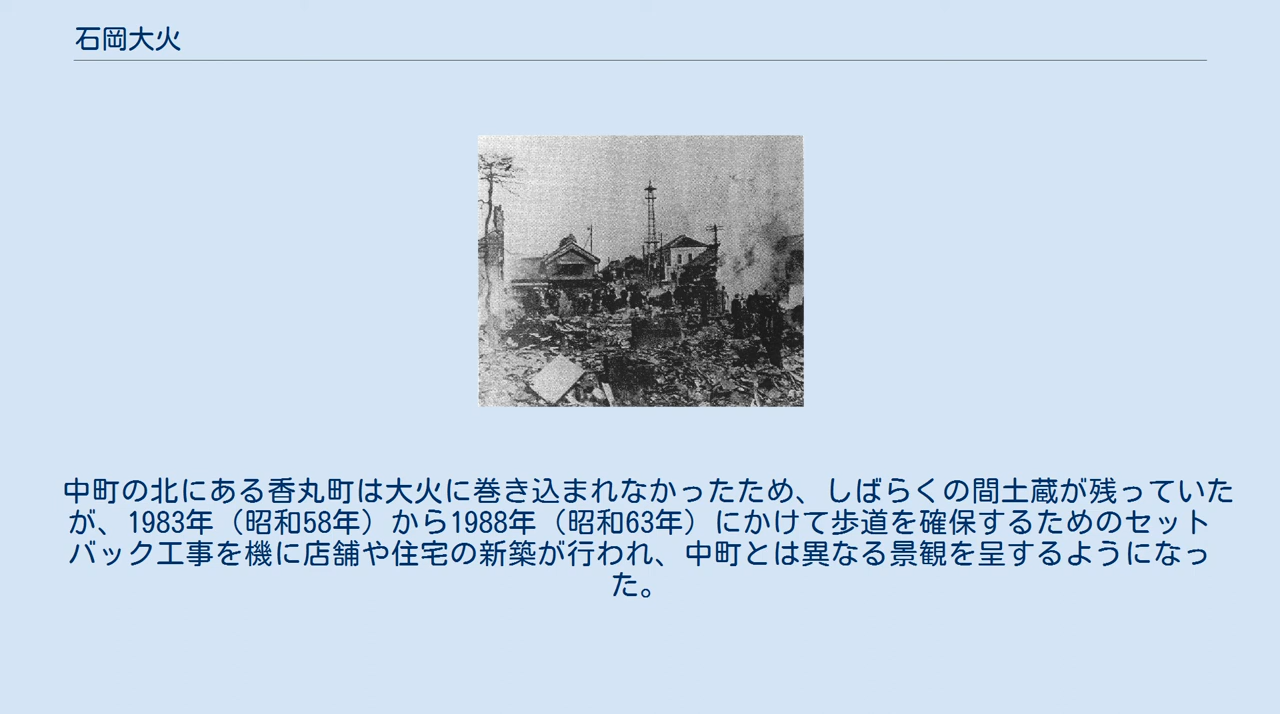 石岡大火
中町の北にある香丸町は大火に巻き込まれなかったため、しばらくの間土蔵が残っていた
が、1983年（昭和58年）から1988年（昭和63年）にかけて歩道を確保するためのセット
バック工事を機に店舗や住宅の新築が行われ、中町とは異なる景観を呈するようになっ
た。